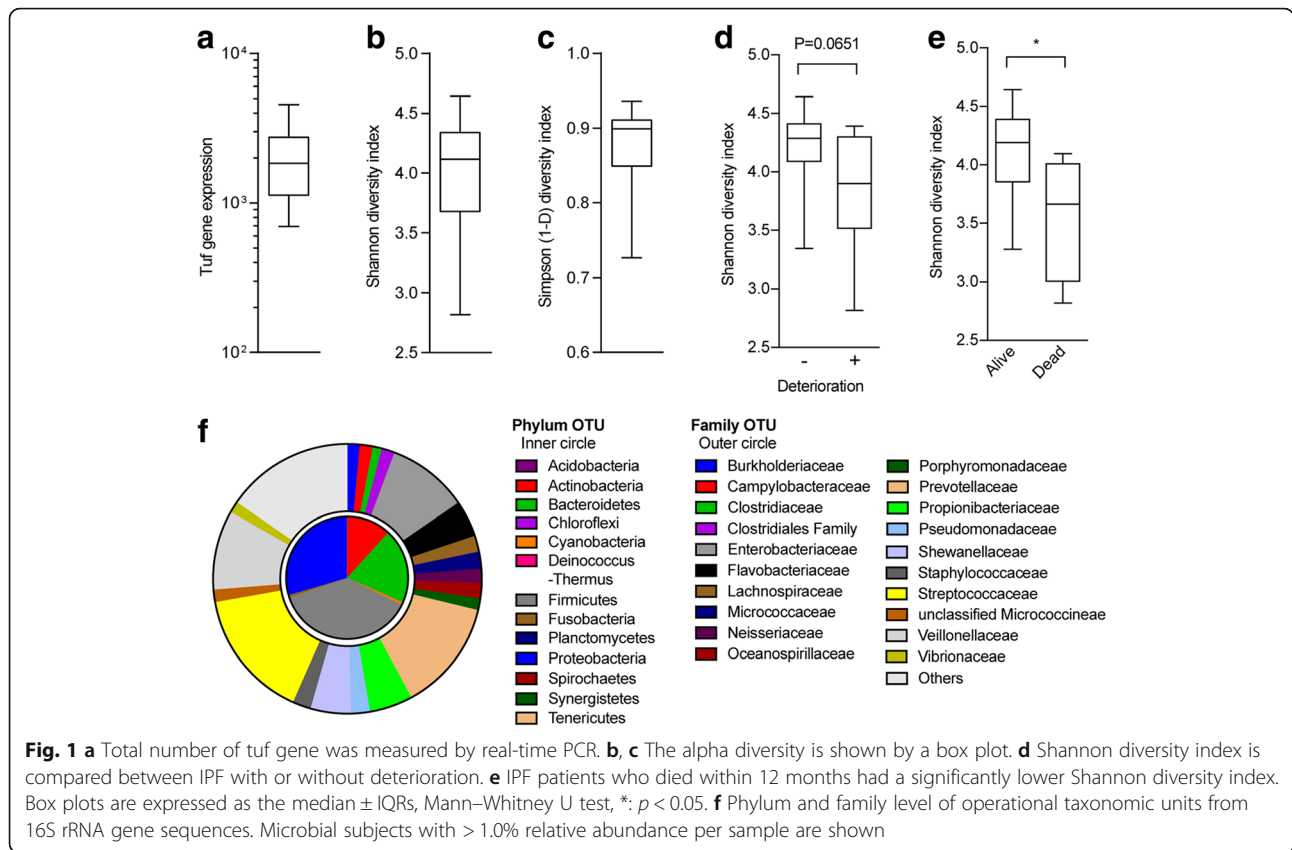 a
10⁴
10³
10²
Tuf gene expression
b
5.0
4.5
4.0
3.5
3.0
2.5
Shannon diversity index
c
1.0
0.9
0.8
0.7
0.6
Simpson (1-D) diversity index
d
P=0.0651
5.0
4.5
4.0
3.5
3.0
2.5
Shannon diversity index
- +
Deterioration
e
*
5.0
4.5
4.0
3.5
3.0
2.5
Shannon diversity index
Alive
Dead
f
Phylum OTU
Inner circle
Acidobacteria
Actinobacteria
Bacteroidetes
Chloroflexi
Cyanobacteria
Deinococcus
-Thermus
Firmicutes
Fusobacteria
Planctomycetes
Proteobacteria
Spirochaetes
Synergistetes
Tenericutes
Family OTU
Outer circle
Burkholderiaceae
Campylobacteraceae
Clostridiaceae
Clostridiales Family
Enterobacteriaceae
Flavobacteriaceae
Lachnospiraceae
Micrococcaceae
Neisseriaceae
Oceanospirillaceae
Porphyromonadaceae
Prevotellaceae
Propionibacteriaceae
Pseudomonadaceae
Shewanellaceae
Staphylococcaceae
Streptococcaceae
unclassified Micrococcineae
Veillonellaceae
Vibrionaceae
Others
Fig. 1 a Total number of tuf gene was measured by real-time PCR. b, c The alpha diversity is shown by a box plot. d Shannon diversity index is
compared between IPF with or without deterioration. e IPF patients who died within 12 months had a significantly lower Shannon diversity index.
Box plots are expressed as the median ± IQRs, Mann–Whitney U test, *: p < 0.05. f Phylum and family level of operational taxonomic units from
16S rRNA gene sequences. Microbial subjects with > 1.0% relative abundance per sample are shown